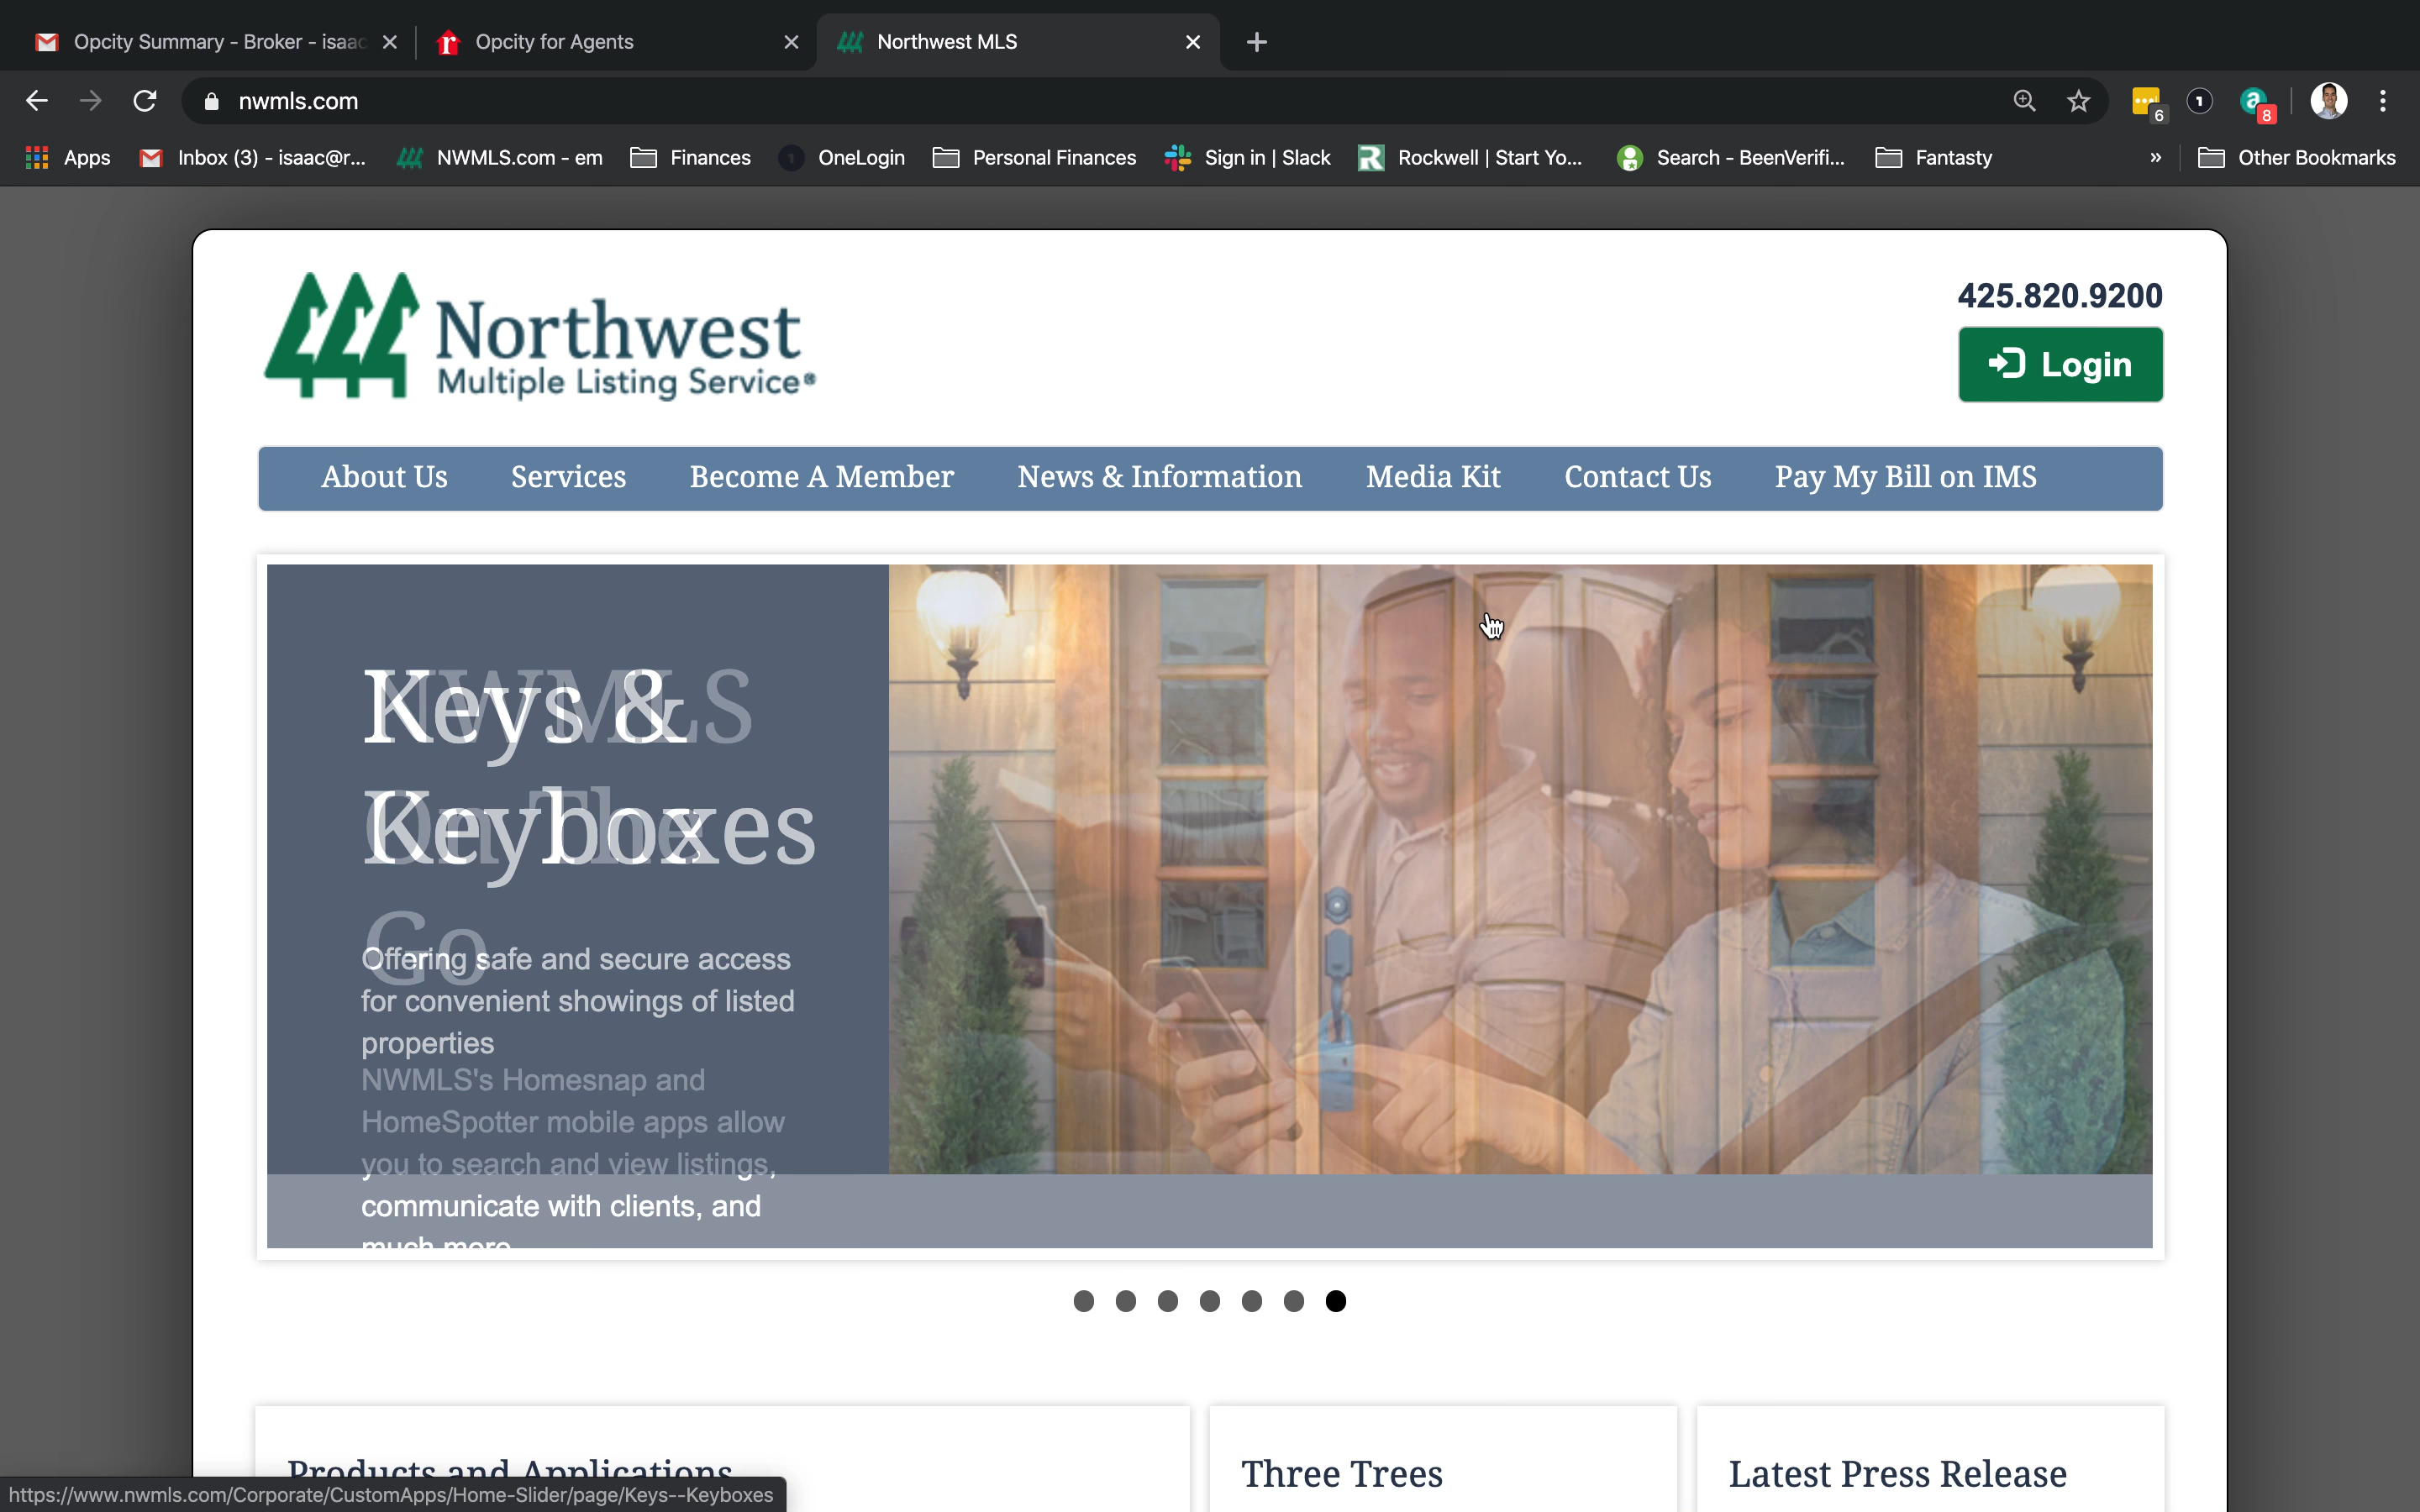 Opcity Summary - Broker - isaac
Opcity for Agents
Northwest MLS
nwmls.com
6
1
a
8
Apps
Inbox (3) - isaac@r...
NWMLS.com - em
Finances
1
OneLogin
Personal Finances
Sign in | Slack
R
Rockwell | Start Yo...
Search - BeenVerifi...
Fantasty
»
Other Bookmarks
Northwest
Multiple Listing Service®
425.820.9200
Login
About Us
Services
Become A Member
News & Information
Media Kit
Contact Us
Pay My Bill on IMS
Keys &
Keyboxes
Offering safe and secure access
for convenient showings of listed
properties
NWMLS
On The
Go
NWMLS's Homesnap and
HomeSpotter mobile apps allow
you to search and view listings,
communicate with clients, and
much more
Products and Applications
Three Trees
Latest Press Release
https://www.nwmls.com/Corporate/CustomApps/Home-Slider/page/Keys--Keyboxes